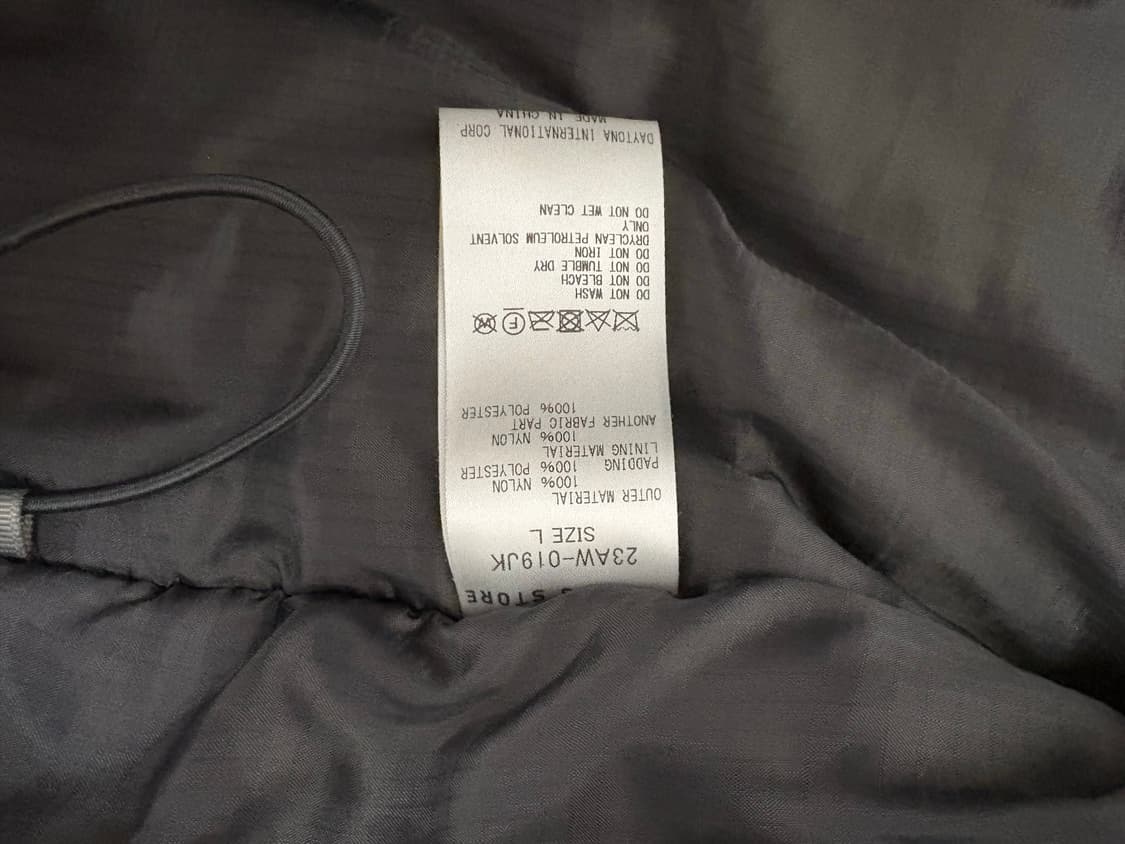 STORE
23AW-019JK
SIZE L
OUTER MATERIAL
100% NYLON
PADDING 100% POLYESTER
LINING MATERIAL
100% NYLON
ANOTHER FABRIC PART
100% POLYESTER
F
W
DO NOT WASH
DO NOT BLEACH
DO NOT TUMBLE DRY
DO NOT IRON
DRYCLEAN PETROLEUM SOLVENT
ONLY
DO NOT WET CLEAN
DAYTONA INTERNATIONAL CORP.
MADE IN CHINA